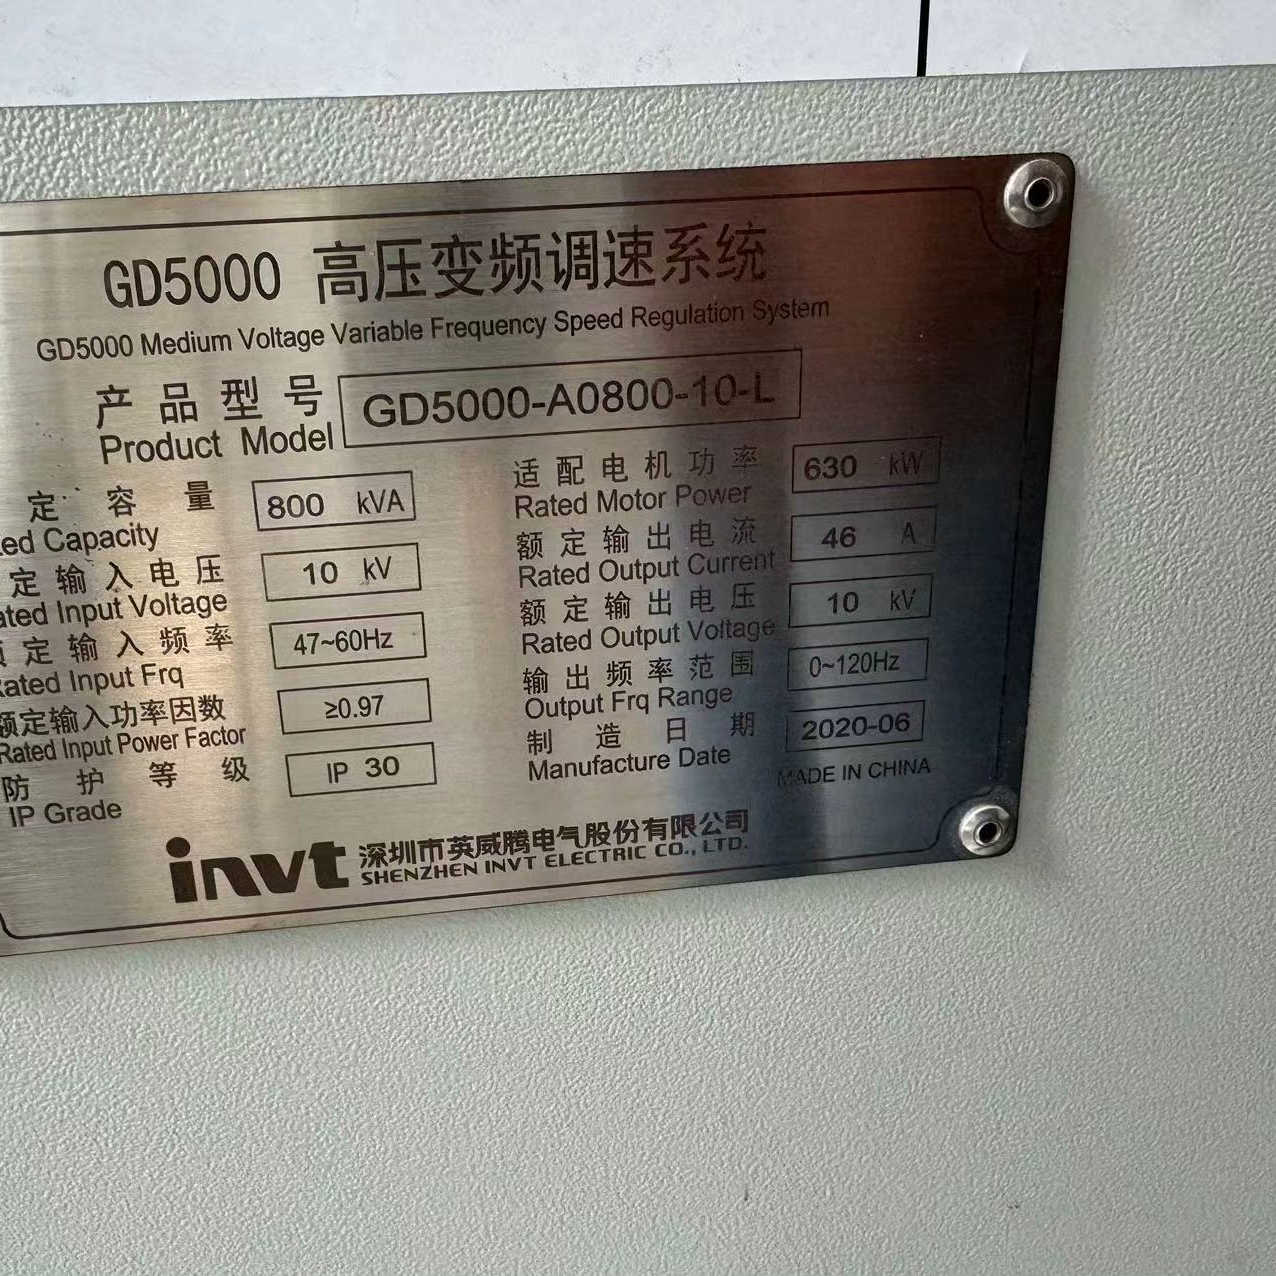 GD5000 高压变频调速系统
GD5000 Medium Voltage Variable Frequency Speed Regulation System
产品型号 GD5000-A0800-10-L
Product Model
定容量 800 kVA
Capacity
适配电机功率 630 kW
Rated Motor Power
定输入电压 10 kV
Input Voltage
额定输出电流 46 A
Rated Output Current
定输入频率 47~60Hz
Rated Input Frq
额定输出电压 10 kV
Rated Output Voltage
额定输入功率因数 ≥0.97
Rated Input Power Factor
输出频率范围 0~120Hz
Output Frq Range
防护等级 IP 30
IP Grade
制造日期 2020-06
Manufacture Date
MADE IN CHINA
invt 深圳市英威腾电气股份有限公司
SHENZHEN INVT ELECTRIC CO., LTD.